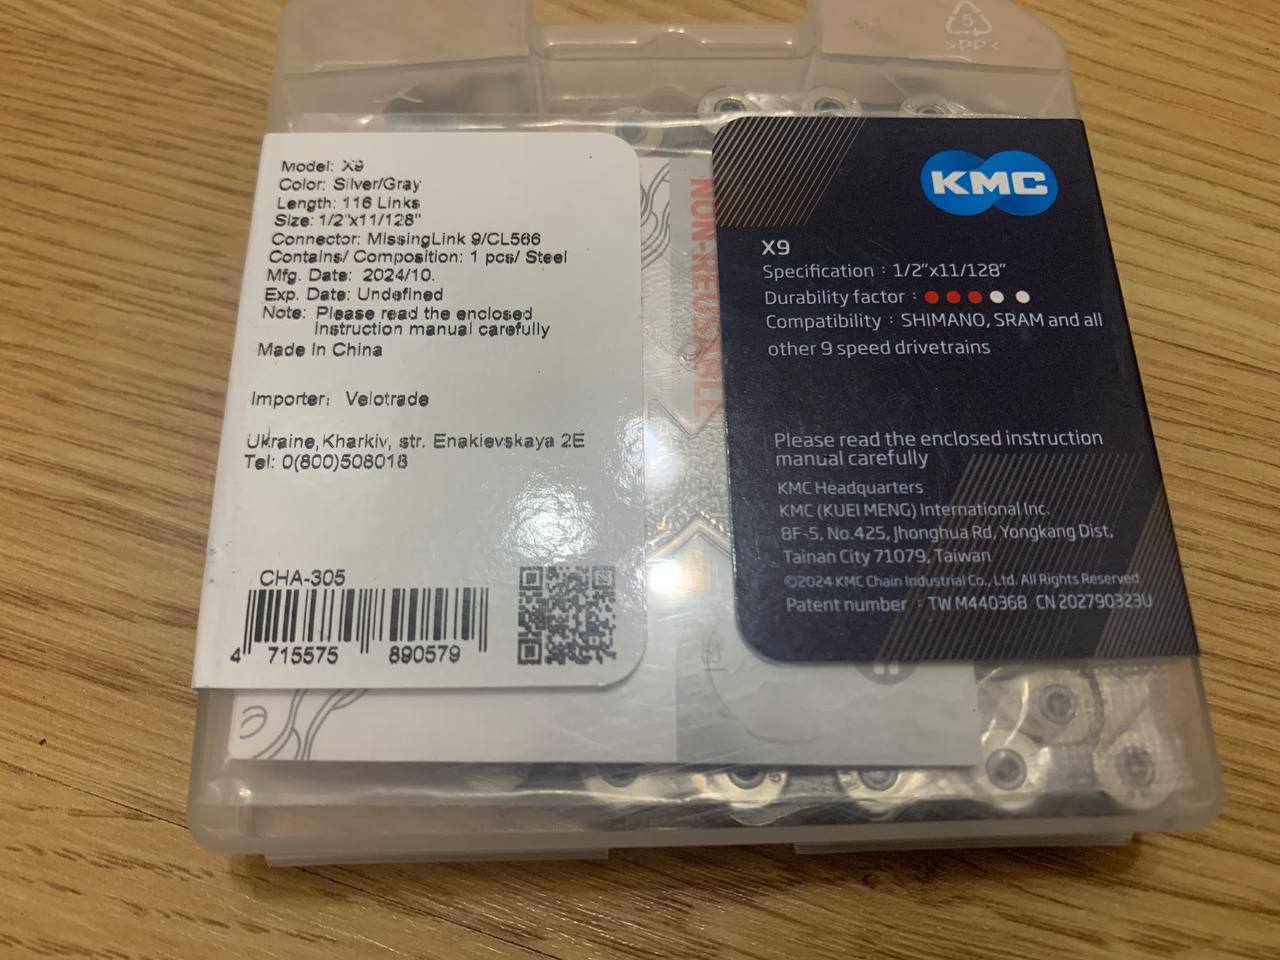 5
>PP<
Model: X9
Color: Silver/Gray
Length: 116 Links
Size: 1/2"x11/128"
Connector: MissingLink 9/CL566
Contains/ Composition: 1 pcs/ Steel
Mfg. Date: 2024/10.
Exp. Date: Undefined
Note: Please read the enclosed
instruction manual carefully
Made In China
Importer: Velotrade
Ukraine,Kharkiv, str. Enakievskaya 2E
Tel: 0(800)508018
CHA-305
4 715575 890579
NON-REUSABLE
KMC
X9
Specification : 1/2"x11/128"
Durability factor :
Compatibility : SHIMANO, SRAM and all
other 9 speed drivetrains
Please read the enclosed instruction
manual carefully
KMC Headquarters
KMC (KUEI MENG) International Inc.
8F-5, No.425, Jhonghua Rd, Yongkang Dist,
Tainan City 71079, Taiwan
©2024 KMC Chain Industrial Co., Ltd. All Rights Reserved
Patent number : TW M440368 CN 202790323U